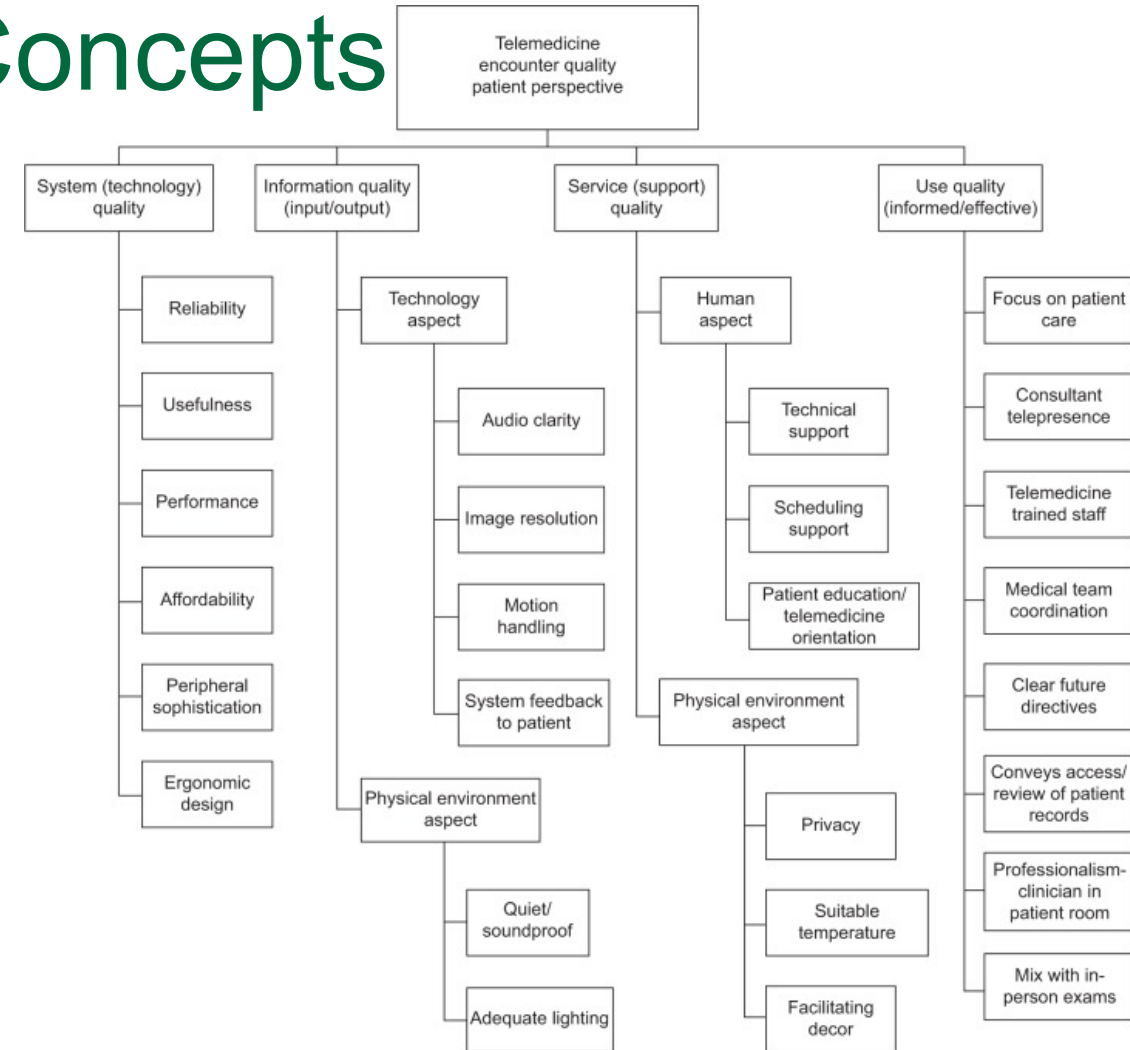 Concepts
Telemedicine
encounter quality
patient perspective
System (technology)
quality
Reliability
Usefulness
Performance
Affordability
Peripheral
sophistication
Ergonomic
design
Information quality
(input/output)
Technology
aspect
Audio clarity
Image resolution
Motion
handling
System feedback
to patient
Physical environment
aspect
Quiet/
soundproof
Adequate lighting
Service (support)
quality
Human
aspect
Technical
support
Scheduling
support
Patient education/
telemedicine
orientation
Physical environment
aspect
Privacy
Suitable
temperature
Facilitating
decor
Use quality
(informed/effective)
Focus on patient
care
Consultant
telepresence
Telemedicine
trained staff
Medical team
coordination
Clear future
directives
Conveys access/
review of patient
records
Professionalism-
clinician in
patient room
Mix with in-
person exams